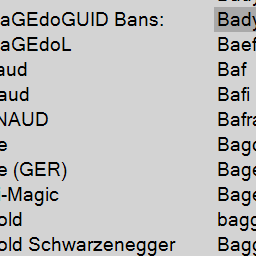 aGEdoGUID Bans: Bady
aGEdoL Baef
aud Baf
aud Bafi
NAUD Bafra
e Bago
e (GER) Bage
i-Magic Bage
old bagg
old Schwarzenegger Bagg